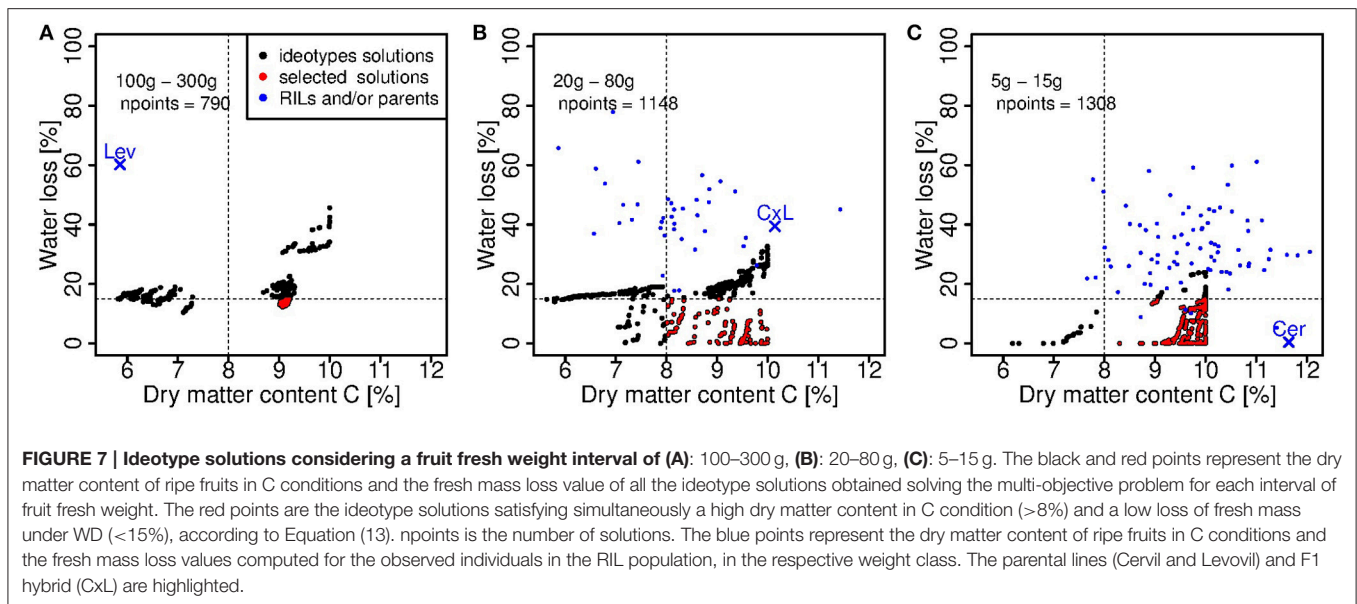 A
B
C
100g – 300g
npoints = 790
ideotypes solutions
selected solutions
RILs and/or parents
Lev
Water loss [%]
0 20 40 60 80 100
6 7 8 9 10 11 12
Dry matter content C [%]
20g – 80g
npoints = 1148
CxL
Water loss [%]
0 20 40 60 80 100
6 7 8 9 10 11 12
Dry matter content C [%]
5g – 15g
npoints = 1308
Cer
Water loss [%]
0 20 40 60 80 100
6 7 8 9 10 11 12
Dry matter content C [%]
FIGURE 7 | Ideotype solutions considering a fruit fresh weight interval of (A): 100–300 g, (B): 20–80 g, (C): 5–15 g. The black and red points represent the dry
matter content of ripe fruits in C conditions and the fresh mass loss value of all the ideotype solutions obtained solving the multi-objective problem for each interval of
fruit fresh weight. The red points are the ideotype solutions satisfying simultaneously a high dry matter content in C condition (>8%) and a low loss of fresh mass
under WD (<15%), according to Equation (13). npoints is the number of solutions. The blue points represent the dry matter content of ripe fruits in C conditions and
the fresh mass loss values computed for the observed individuals in the RIL population, in the respective weight class. The parental lines (Cervil and Levovil) and F1
hybrid (CxL) are highlighted.